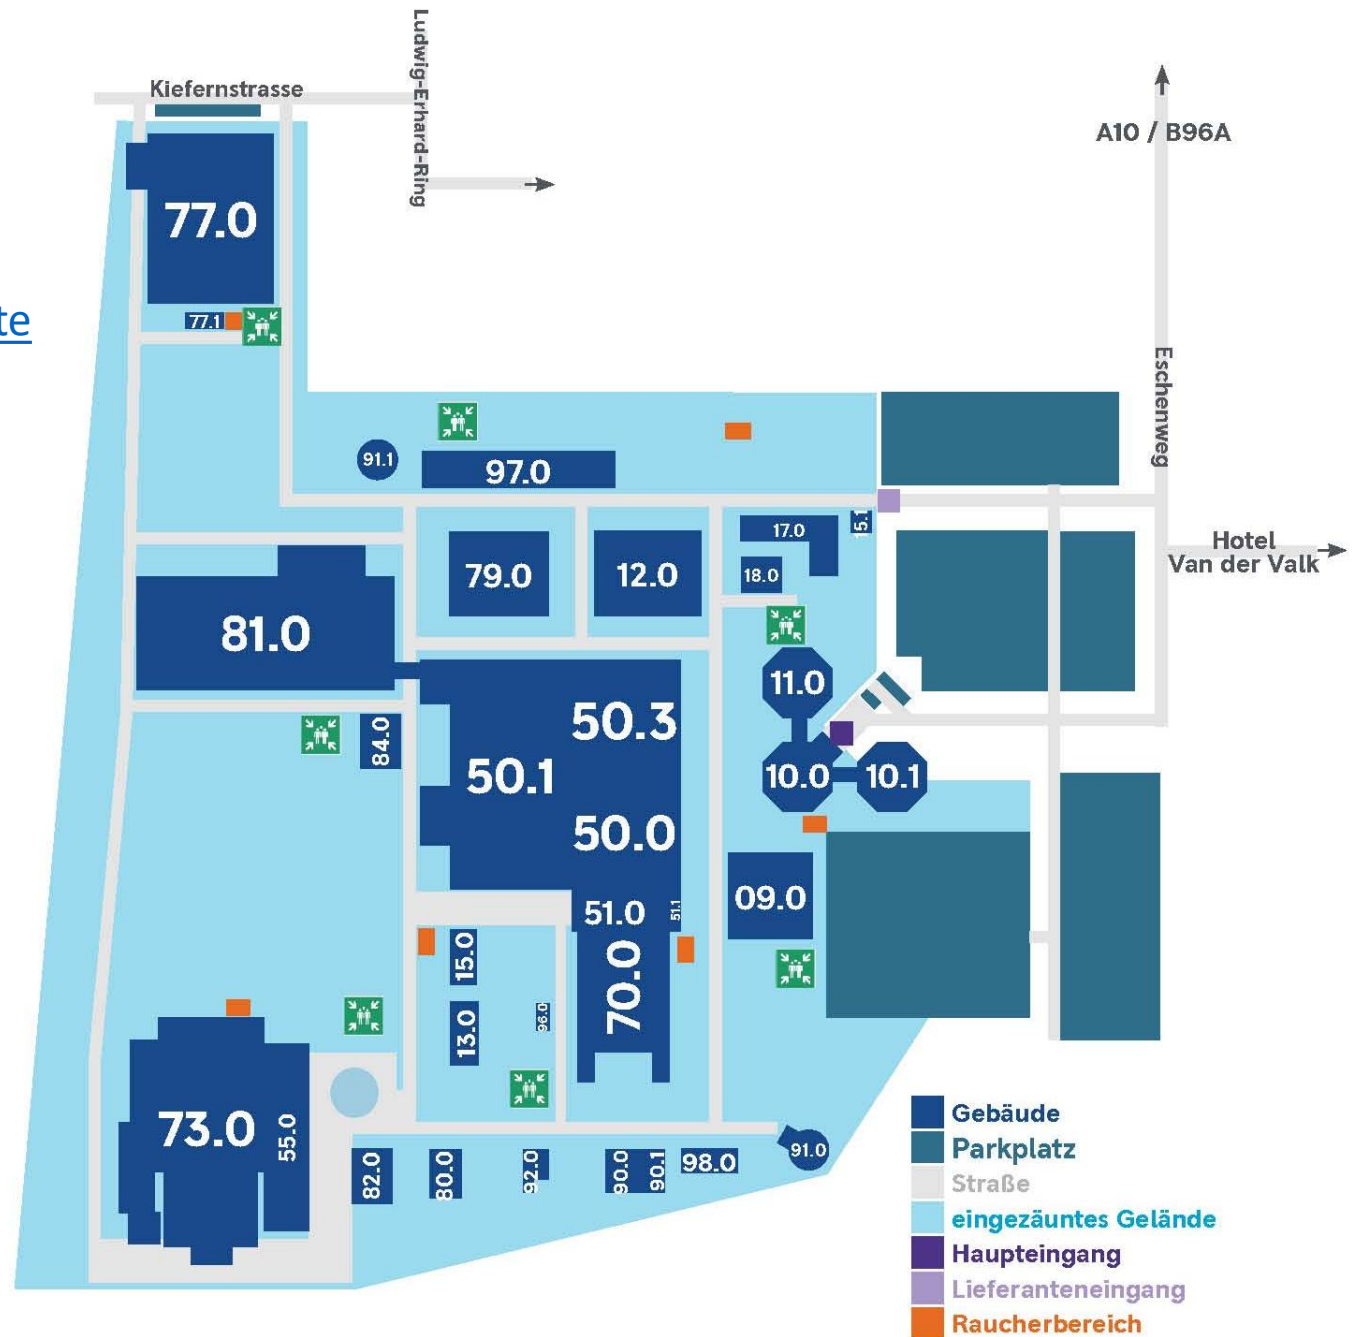 Ludwig-Erhard-Ring
Kiefernstrasse
A10 / B96A
77.0
te
77.1
Eschenweg
91.1
97.0
17.0
15.1
Hotel
Van der Valk
79.0
12.0
18.0
81.0
11.0
50.3
84.0
50.1
10.0
10.1
50.0
09.0
51.0
51.1
15.0
70.0
13.0
96.0
73.0
55.0
82.0
80.0
92.0
90.0
90.1
98.0
91.0
Gebäude
Parkplatz
Straße
eingezäuntes Gelände
Haupteingang
Lieferanteneingang
Raucherbereich